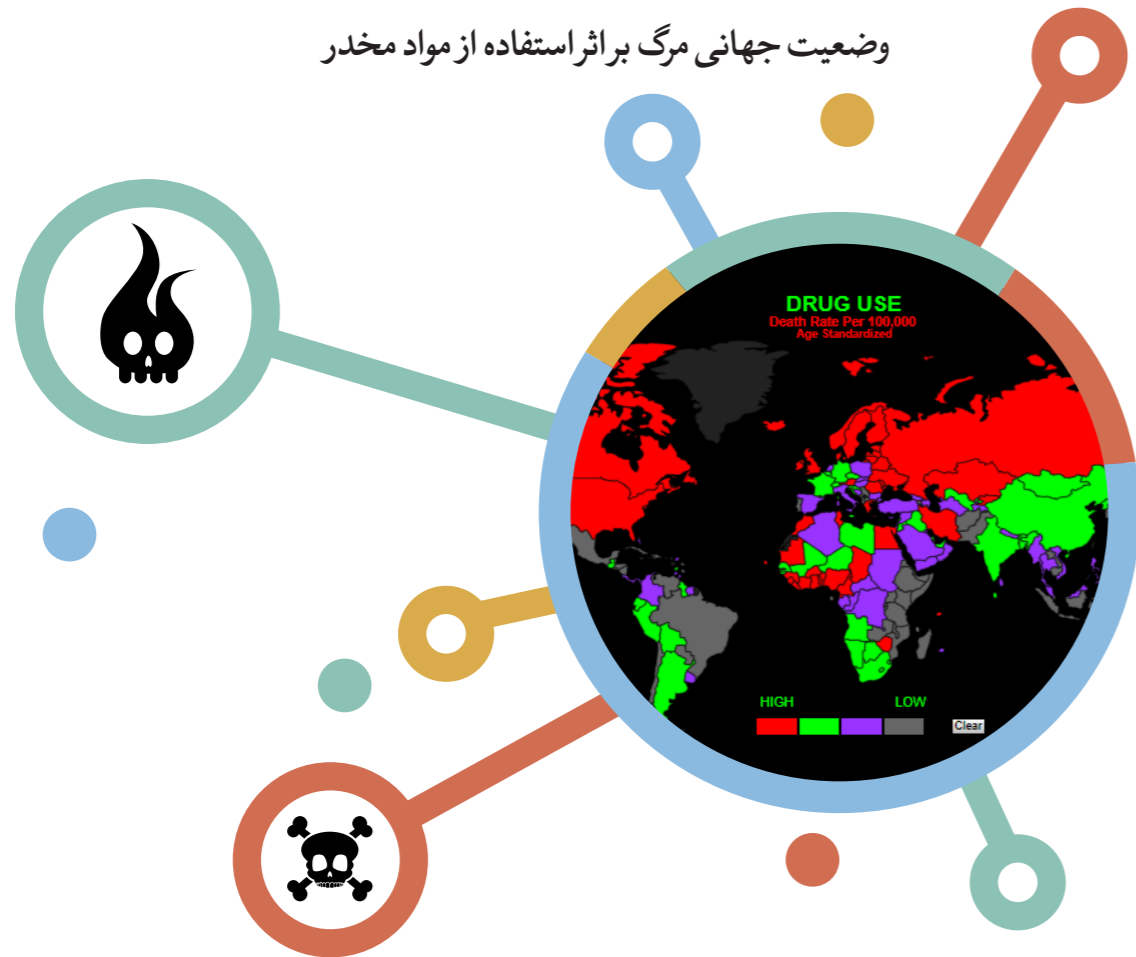 وضعیت جهانی مرگ بر اثر استفاده از مواد مخدر
DRUG USE
Death Rate Per 100,000
Age Standardized
HIGH LOW
Clear